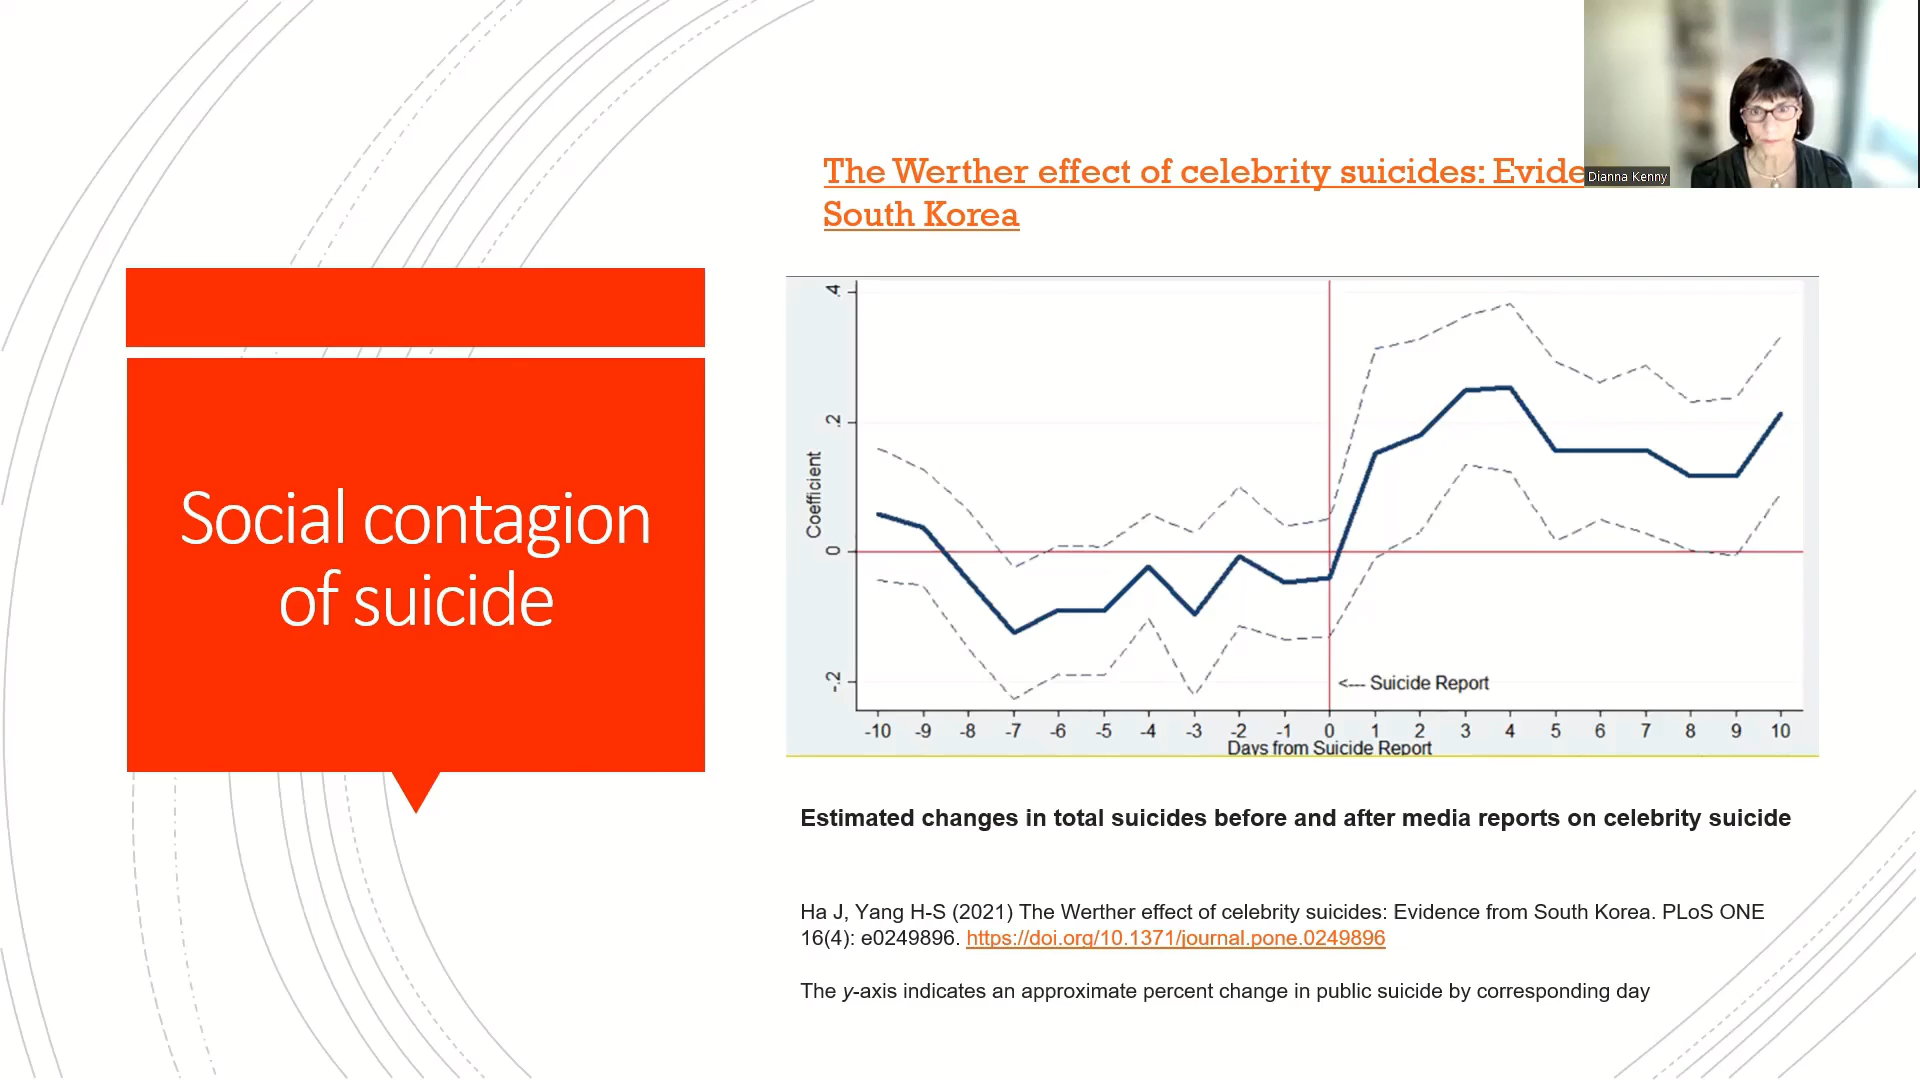 Dianna Kenny
The Werther effect of celebrity suicides: Evide
South Korea
Social contagion
of suicide
.4
.2
0
-.2
Coefficient
<--- Suicide Report
-10 -9 -8 -7 -6 -5 -4 -3 -2 -1 0 1 2 3 4 5 6 7 8 9 10
Days from Suicide Report
Estimated changes in total suicides before and after media reports on celebrity suicide
Ha J, Yang H-S (2021) The Werther effect of celebrity suicides: Evidence from South Korea. PLoS ONE
16(4): e0249896. https://doi.org/10.1371/journal.pone.0249896
The y-axis indicates an approximate percent change in public suicide by corresponding day